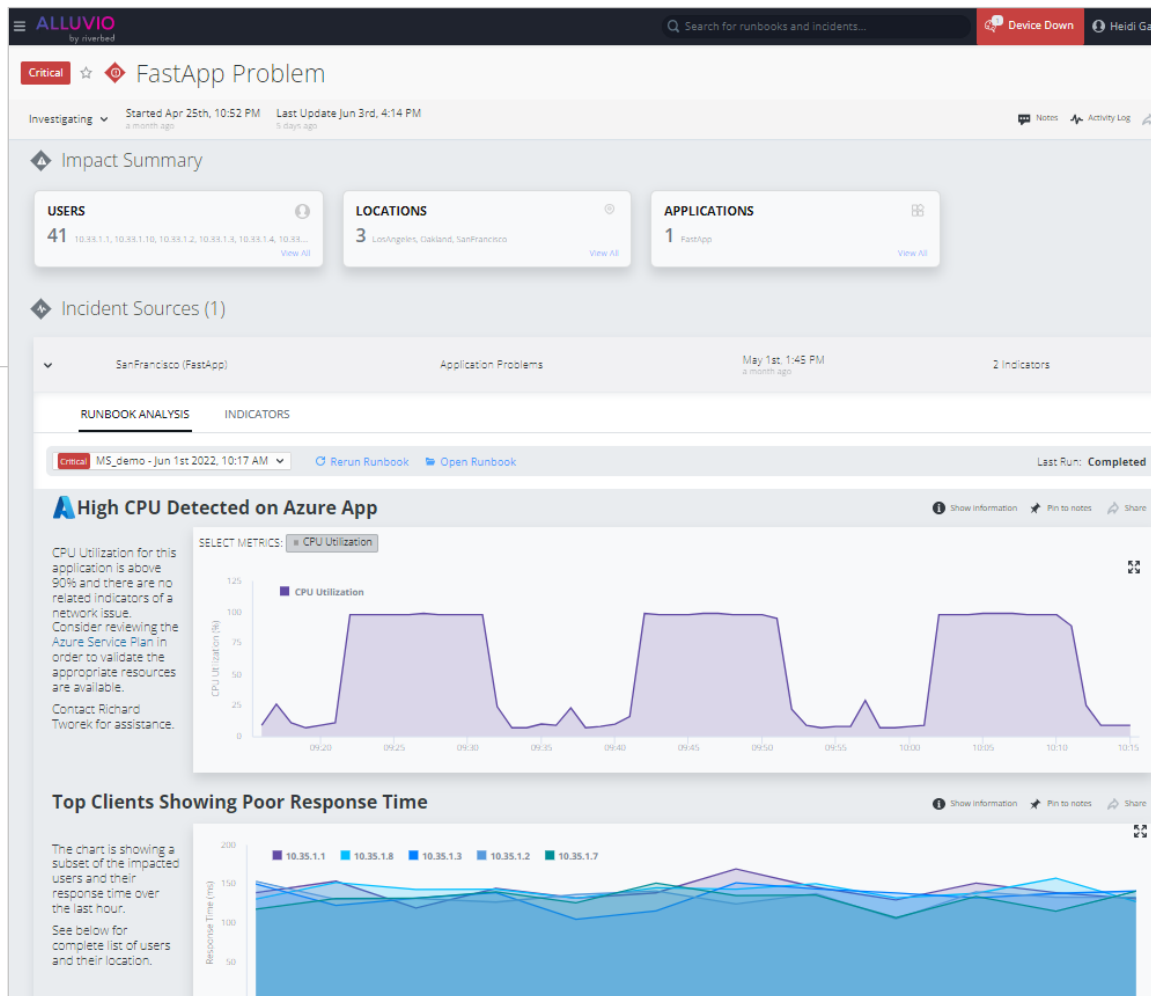 ALLUVIO
by riverbed
Search for runbooks and incidents...
1
Device Down
Heidi Ga
Critical
FastApp Problem
Investigating
Started Apr 25th, 10:52 PM
a month ago
Last Update Jun 3rd, 4:14 PM
5 days ago
Notes
Activity Log
Impact Summary
USERS
41 10.33.1.1, 10.33.1.10, 10.33.1.2, 10.33.1.3, 10.33.1.4, 10.33...
View All
LOCATIONS
3 LosAngeles, Oakland, SanFrancisco
View All
APPLICATIONS
1 FastApp
View All
Incident Sources (1)
SanFrancisco (FastApp)
Application Problems
May 1st, 1:45 PM
a month ago
2 Indicators
RUNBOOK ANALYSIS
INDICATORS
Critical MS_demo - Jun 1st 2022, 10:17 AM
Rerun Runbook
Open Runbook
Last Run: Completed
High CPU Detected on Azure App
Show information
Pin to notes
Share
CPU Utilization for this
application is above
90% and there are no
related indicators of a
network issue.
Consider reviewing the
Azure Service Plan in
order to validate the
appropriate resources
are available.
Contact Richard
Tworek for assistance.
SELECT METRICS: CPU Utilization
CPU Utilization
CPU Utilization (%)
125
100
75
50
25
0
09:20 09:25 09:30 09:35 09:40 09:45 09:50 09:55 10:00 10:05 10:10 10:15
Top Clients Showing Poor Response Time
Show information
Pin to notes
Share
The chart is showing a
subset of the impacted
users and their
response time over
the last hour.
See below for
complete list of users
and their location.
10.35.1.1 10.35.1.8 10.35.1.3 10.35.1.2 10.35.1.7
Response Time (ms)
200
150
100
50